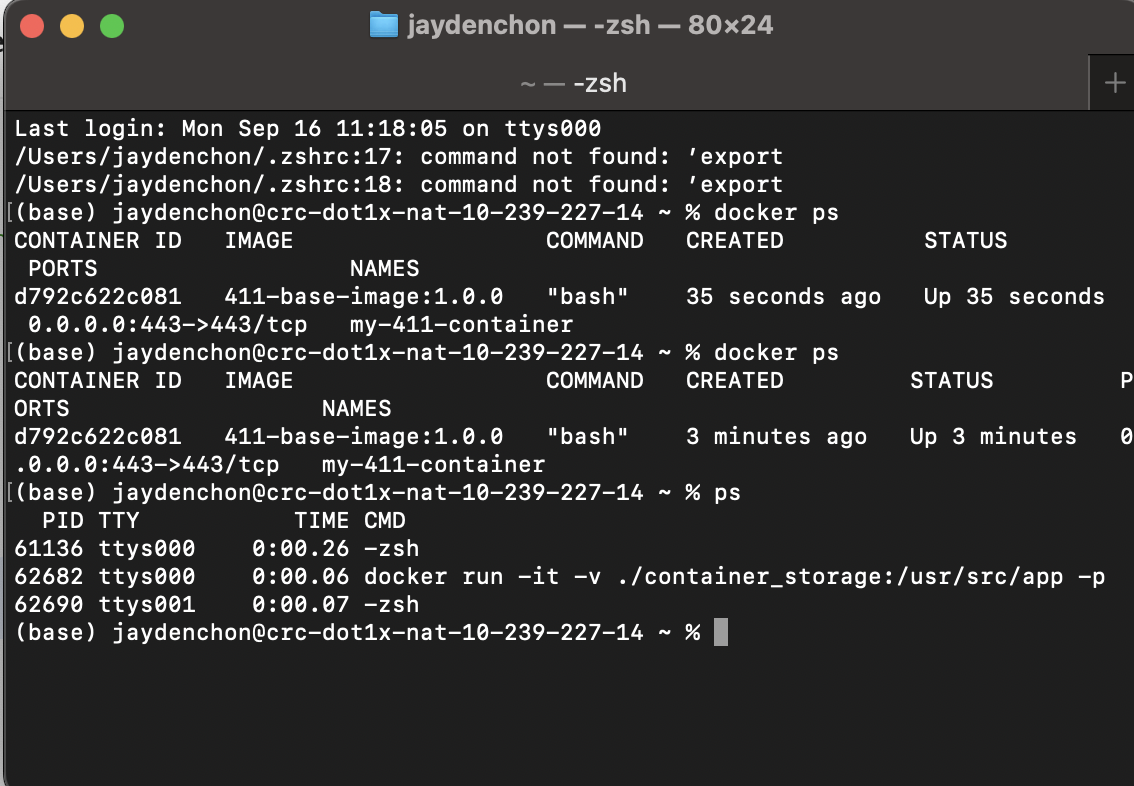 jaydenchon — -zsh — 80×24
~ — -zsh
Last login: Mon Sep 16 11:18:05 on ttys000
/Users/jaydenchon/.zshrc:17: command not found: ’export
/Users/jaydenchon/.zshrc:18: command not found: ’export
[(base) jaydenchon@crc-dot1x-nat-10-239-227-14 ~ % docker ps
CONTAINER ID   IMAGE                  COMMAND   CREATED          STATUS
 PORTS                  NAMES
d792c622c081   411-base-image:1.0.0   "bash"    35 seconds ago   Up 35 seconds
 0.0.0.0:443->443/tcp   my-411-container
[(base) jaydenchon@crc-dot1x-nat-10-239-227-14 ~ % docker ps
CONTAINER ID   IMAGE                  COMMAND   CREATED         STATUS         P
ORTS                  NAMES
d792c622c081   411-base-image:1.0.0   "bash"    3 minutes ago   Up 3 minutes   0
.0.0.0:443->443/tcp   my-411-container
[(base) jaydenchon@crc-dot1x-nat-10-239-227-14 ~ % ps
  PID TTY           TIME CMD
61136 ttys000    0:00.26 -zsh
62682 ttys000    0:00.06 docker run -it -v ./container_storage:/usr/src/app -p
62690 ttys001    0:00.07 -zsh
(base) jaydenchon@crc-dot1x-nat-10-239-227-14 ~ %